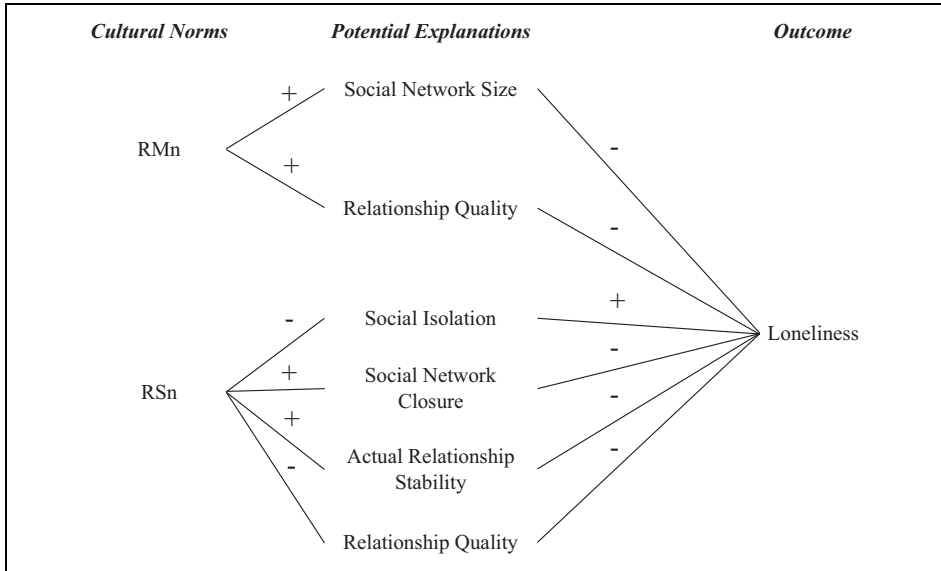 Cultural Norms Potential Explanations Outcome
+ Social Network Size
RMn
-
+
Relationship Quality
-
+
- Social Isolation
Loneliness
-
+ Social Network
RSn
Closure
-
+
Actual Relationship
-
-
Stability
Relationship Quality